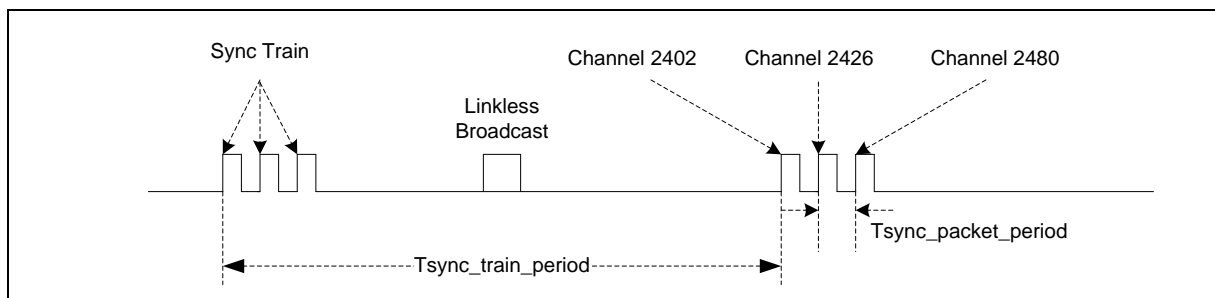 Sync Train
Channel 2402
Channel 2426
Channel 2480
Linkless
Broadcast
Tsync_packet_period
Tsync_train_period